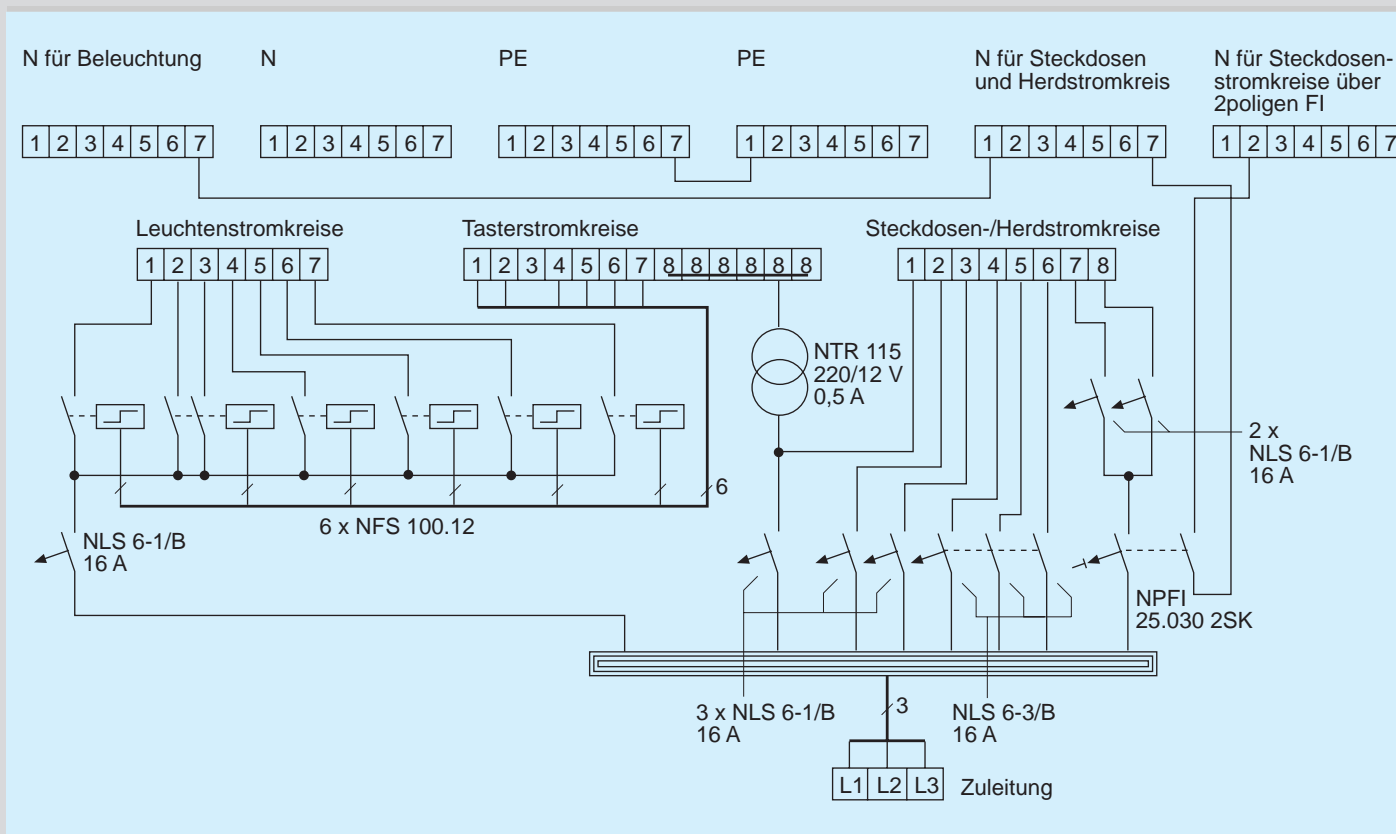 N für Beleuchtung
N
PE
PE
N für Steckdosen
und Herdstromkreis
N für Steckdosen-
stromkreise über
2poligen FI
1 2 3 4 5 6 7
1 2 3 4 5 6 7
1 2 3 4 5 6 7
1 2 3 4 5 6 7
1 2 3 4 5 6 7
1 2 3 4 5 6 7
Leuchtenstromkreise
Tasterstromkreise
Steckdosen-/Herdstromkreise
1 2 3 4 5 6 7
1 2 3 4 5 6 7 8 8 8 8 8 8
1 2 3 4 5 6 7 8
NTR 115
220/12 V
0,5 A
2 x
NLS 6-1/B
16 A
6
6 x NFS 100.12
NLS 6-1/B
16 A
NPFI
25.030 2SK
3 x NLS 6-1/B
16 A
3
NLS 6-3/B
16 A
L1 L2 L3
Zuleitung